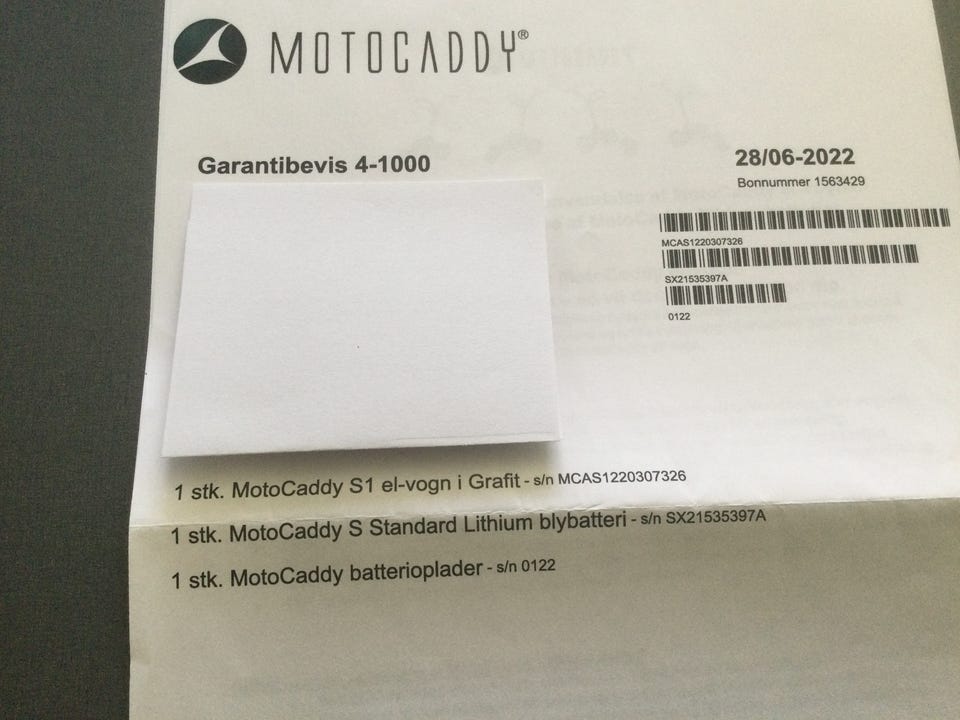 MOTOCADDY®
Garantibevis 4-1000
28/06-2022
Bonnummer 1563429
MCAS1220307326
SX21535397A
0122
1 stk. MotoCaddy S1 el-vogn i Grafit - s/n MCAS1220307326
1 stk. MotoCaddy S Standard Lithium blybatteri - s/n SX21535397A
1 stk. MotoCaddy batterioplader - s/n 0122